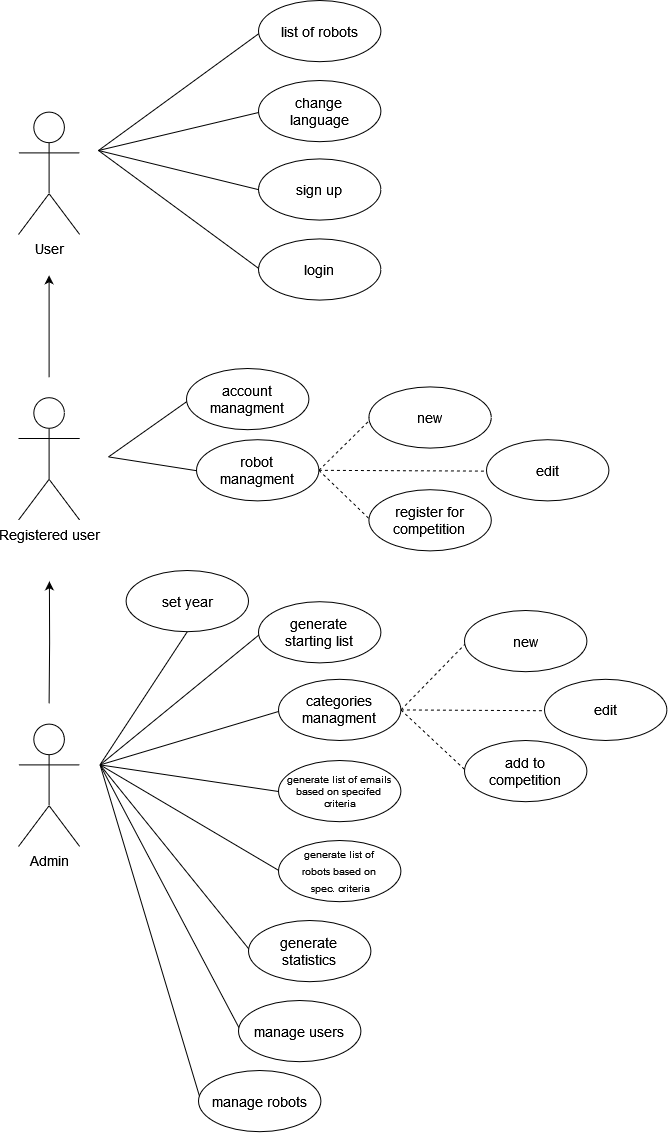 list of robots
change
language
sign up
login
User
account
managment
robot
managment
new
edit
register for
competition
Registered user
set year
generate
starting list
categories
managment
new
edit
add to
competition
generate list of emails
based on specifed
criteria
generate list of
robots based on
spec. criteria
generate
statistics
manage users
manage robots
Admin